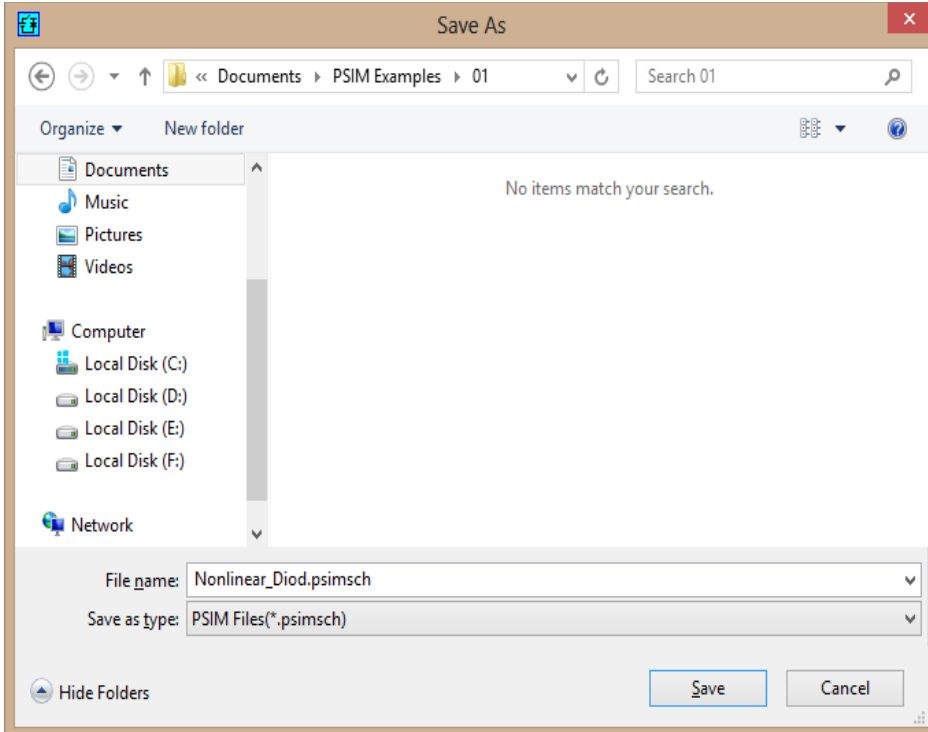 Save As
« Documents PSIM Examples 01 Search 01
Organize New folder
Documents
Music
Pictures
Videos
Computer
Local Disk (C:)
Local Disk (D:)
Local Disk (E:)
Local Disk (F:)
Network
No items match your search.
File name: Nonlinear_Diod.psimsch
Save as type: PSIM Files(*.psimsch)
Hide Folders Save Cancel